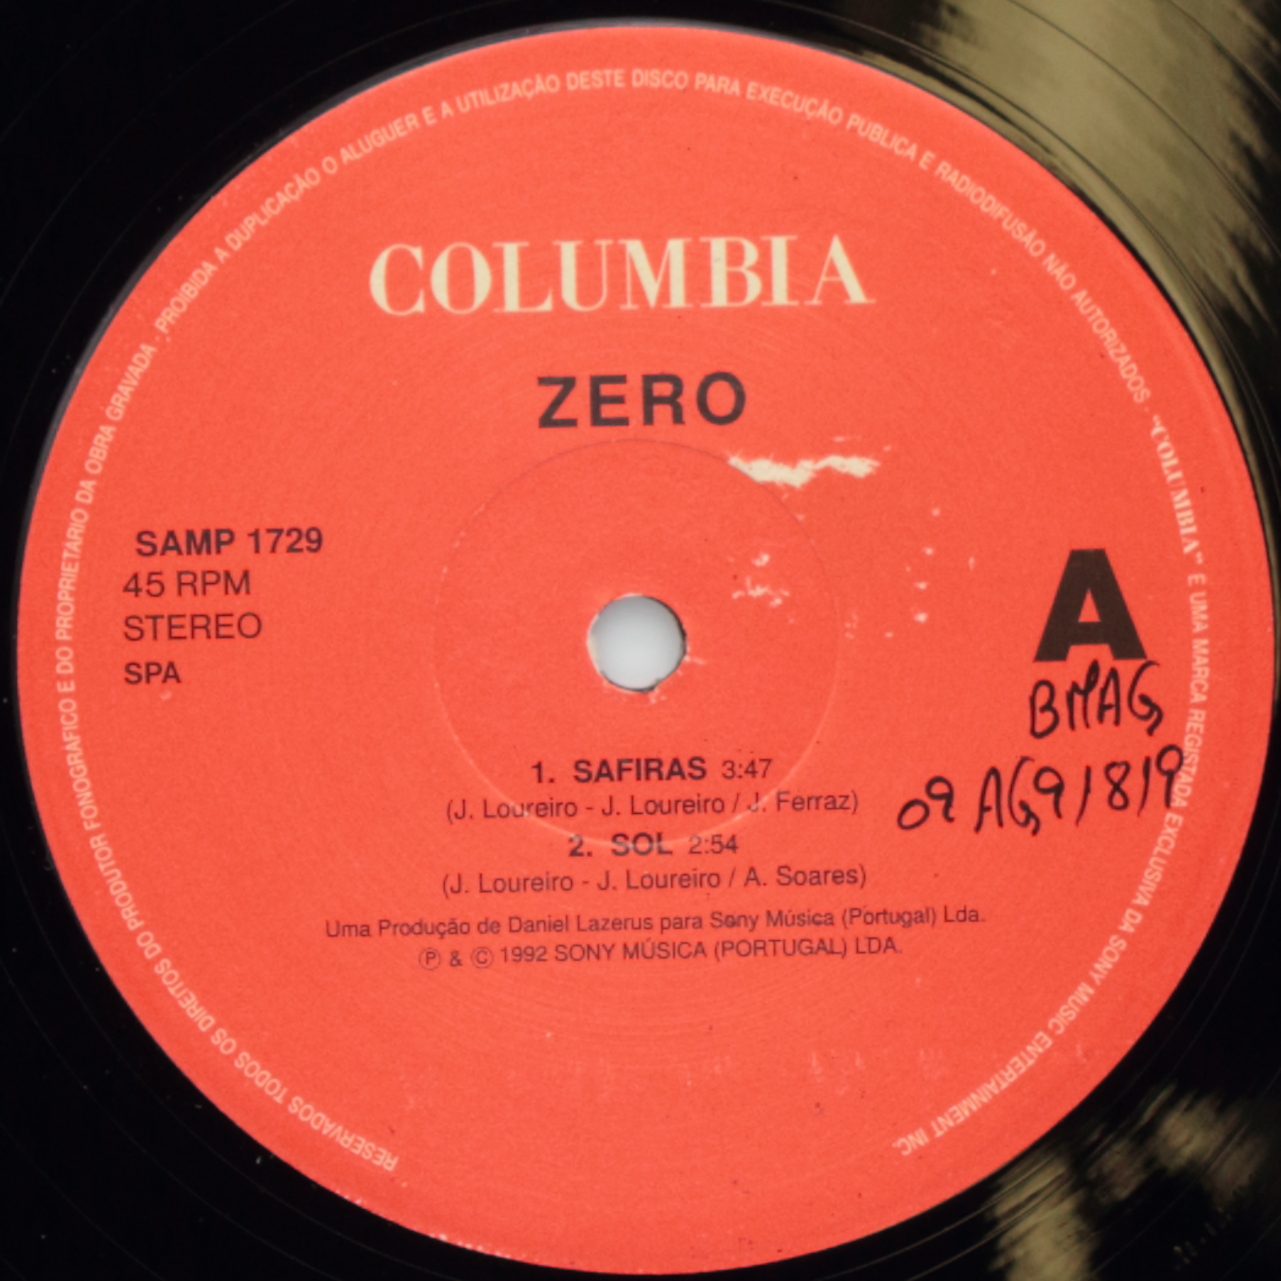 RESERVADOS TODOS OS DIREITOS DO PRODUTOR FONOGRAFICO E DO PROPRIETARIO DA OBRA GRAVADA · PROIBIDA A DUPLICAÇÃO O ALUGUER E A UTILIZAÇÃO DESTE DISCO PARA EXECUÇÃO PUBLICA E RADIODIFUSÃO NÃO AUTORIZADOS · "COLUMBIA" E UMA MARCA REGISTADA EXCLUSIVA DA SONY MUSIC ENTERTAINMENT INC.
COLUMBIA
ZERO
SAMP 1729
45 RPM
STEREO
SPA
A
BMAG
09 AG91819
1. SAFIRAS 3:47
(J. Loureiro - J. Loureiro / J. Ferraz)
2. SOL 2:54
(J. Loureiro - J. Loureiro / A. Soares)
Uma Produção de Daniel Lazerus para Sony Música (Portugal) Lda.
Ⓟ & © 1992 SONY MÚSICA (PORTUGAL) LDA.